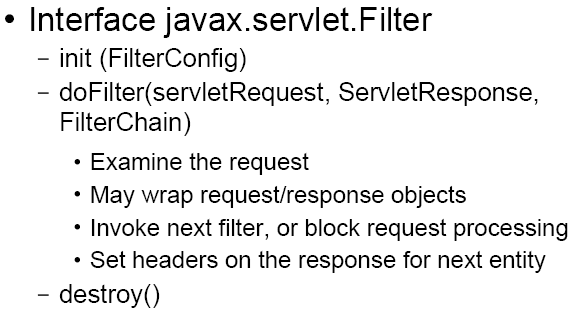 • Interface javax.servlet.Filter
– init (FilterConfig)
– doFilter(servletRequest, ServletResponse,
FilterChain)
• Examine the request
• May wrap request/response objects
• Invoke next filter, or block request processing
• Set headers on the response for next entity
– destroy()